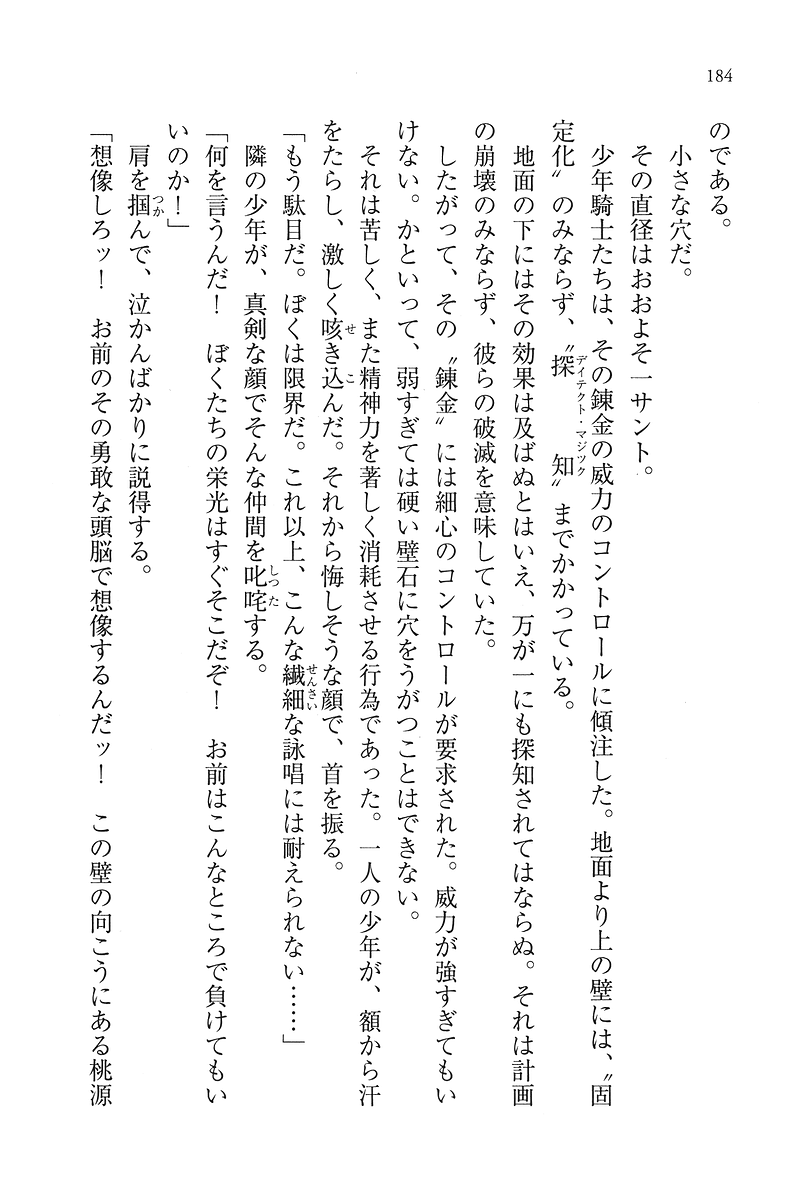 184
のである。
小さな穴だ。
その直径はおおよそ一サント。
少年騎士たちは、その錬金の威力のコントロールに傾注した。地面より上の壁には、〝固
定化〟のみならず、〝探知〟までかかっている。
ディテクト・マジック
地面の下にはその効果は及ばぬとはいえ、万が一にも探知されてはならぬ。それは計画
の崩壊のみならず、彼らの破滅を意味していた。
したがって、その〝錬金〟には細心のコントロールが要求された。威力が強すぎてもい
けない。かといって、弱すぎては硬い壁石に穴をうがつことはできない。
それは苦しく、また精神力を著しく消耗させる行為であった。一人の少年が、額から汗
をたらし、激しく咳き込んだ。それから悔しそうな顔で、首を振る。
せ
こ
「もう駄目だ。ぼくは限界だ。これ以上、こんな繊細な詠唱には耐えられない……」
せんさい
隣の少年が、真剣な顔でそんな仲間を叱咤する。
しった
「何を言うんだ！　ぼくたちの栄光はすぐそこだぞ！　お前はこんなところで負けてもい
いのか！」
肩を掴んで、泣かんばかりに説得する。
つか
「想像しろッ！　お前のその勇敢な頭脳で想像するんだッ！　この壁の向こうにある桃源